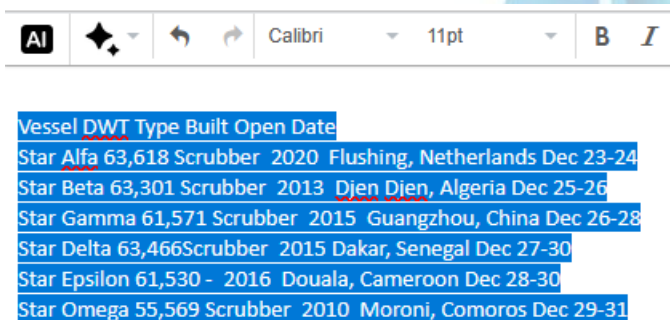 AI Calibri 11pt B I
Vessel DWT Type Built Open Date
Star Alfa 63,618 Scrubber  2020  Flushing, Netherlands Dec 23-24
Star Beta 63,301 Scrubber  2013  Djen Djen, Algeria Dec 25-26
Star Gamma 61,571 Scrubber  2015  Guangzhou, China Dec 26-28
Star Delta 63,466Scrubber  2015 Dakar, Senegal Dec 27-30
Star Epsilon 61,530 -  2016  Douala, Cameroon Dec 28-30
Star Omega 55,569 Scrubber  2010  Moroni, Comoros Dec 29-31